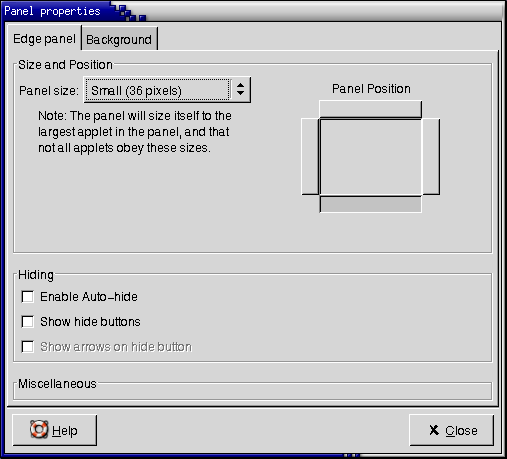 Panel properties
Edge panel
Background
Size and Position
Panel size: Small (36 pixels)
Note: The panel will size itself to the
largest applet in the panel, and that
not all applets obey these sizes.
Panel Position
Hiding
Enable Auto-hide
Show hide buttons
Show arrows on hide button
Miscellaneous
Help
Close